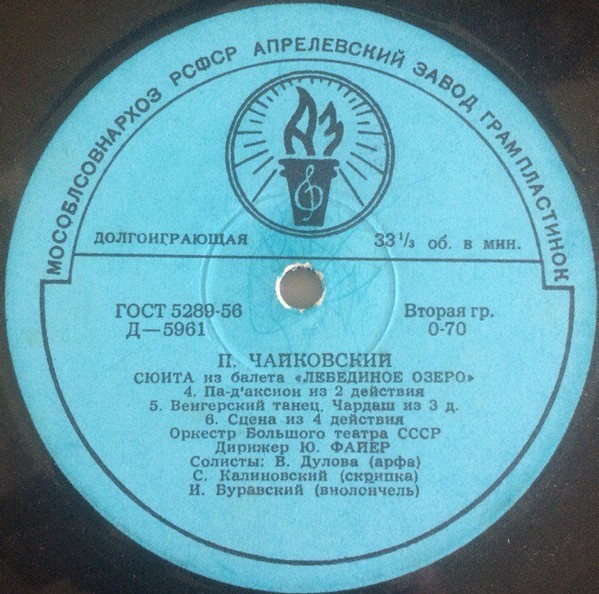 МОСОБЛСОВНАРХОЗ РСФСР АПРЕЛЕВСКИЙ ЗАВОД ГРАМПЛАСТИНОК
АЗ
ДОЛГОИГРАЮЩАЯ 33⅓ об. в мин.
ГОСТ 5289-56 Вторая гр.
Д—5961 0-70
П. ЧАЙКОВСКИЙ
СЮИТА из балета «ЛЕБЕДИНОЕ ОЗЕРО»
4. Па-д'аксион из 2 действия
5. Венгерский танец. Чардаш из 3 д.
6. Сцена из 4 действия
Оркестр Большого театра СССР
Дирижер Ю. ФАЙЕР
Солисты: В. Дулова (арфа)
С. Калиновский (скрипка)
И. Буравский (виолончель)